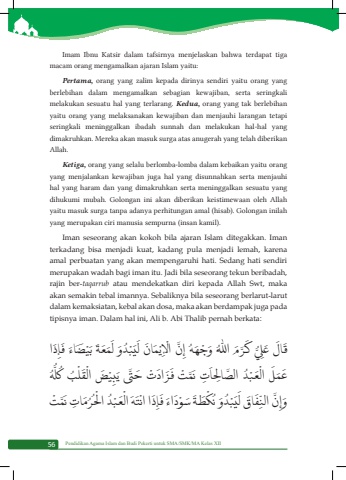 Imam Ibnu Katsir dalam tafsirnya menjelaskan bahwa terdapat tiga
macam orang mengamalkan ajaran Islam yaitu:
Pertama, orang yang zalim kepada dirinya sendiri yaitu orang yang
berlebihan dalam mengamalkan sebagian kewajiban, serta seringkali
melakukan sesuatu hal yang terlarang. Kedua, orang yang tak berlebihan
yaitu orang yang melaksanakan kewajiban dan menjauhi larangan tetapi
seringkali meninggalkan ibadah sunnah dan melakukan hal-hal yang
dimakruhkan. Mereka akan masuk surga atas anugerah yang telah diberikan
Allah.
Ketiga, orang yang selalu berlomba-lomba dalam kebaikan yaitu orang
yang menjalankan kewajiban juga hal yang disunnahkan serta menjauhi
hal yang haram dan yang dimakruhkan serta meninggalkan sesuatu yang
dihukumi mubah. Golongan ini akan diberikan keistimewaan oleh Allah
yaitu masuk surga tanpa adanya perhitungan amal (hisab). Golongan inilah
yang merupakan ciri manusia sempurna (insan kamil).
Iman seseorang akan kokoh bila ajaran Islam ditegakkan. Iman
terkadang bisa menjadi kuat, kadang pula menjadi lemah, karena
amal perbuatan yang akan mempengaruhi hati. Sedang hati sendiri
merupakan wadah bagi iman itu. Jadi bila seseorang tekun beribadah,
rajin ber-taqarrub atau mendekatkan diri kepada Allah Swt, maka
akan semakin tebal imannya. Sebaliknya bila seseorang berlarut-larut
dalam kemaksiatan, kebal akan dosa, maka akan berdampak juga pada
tipisnya iman. Dalam hal ini, Ali b. Abi Thalib pernah berkata:
قَالَ عَلِيٌّ كَرَّمَ اللهُ وَجْهَهُ إِنَّ الْإِيْمَانَ لَيَبْدُوَ لَمَعَةً بَيْضَاءَ فَإِذَا
عَمَلَ الْعَبْدُ الصَّالِحَاتِ نَمَتْ فَزَادَتْ حَتَّى يَبِيْضَ الْقَلْبُ كُلُّهُ
وَإِنَّ النِّفَاقَ لَيَبْدُوَ نُكْطَةً سَوْدَاءَ فَإِذَا انْتَهَ الْعَبْدُ الْحُرُمَاتِ نَمَتْ
56 Pendidikan Agama Islam dan Budi Pekerti untuk SMA/SMK/MA Kelas XII